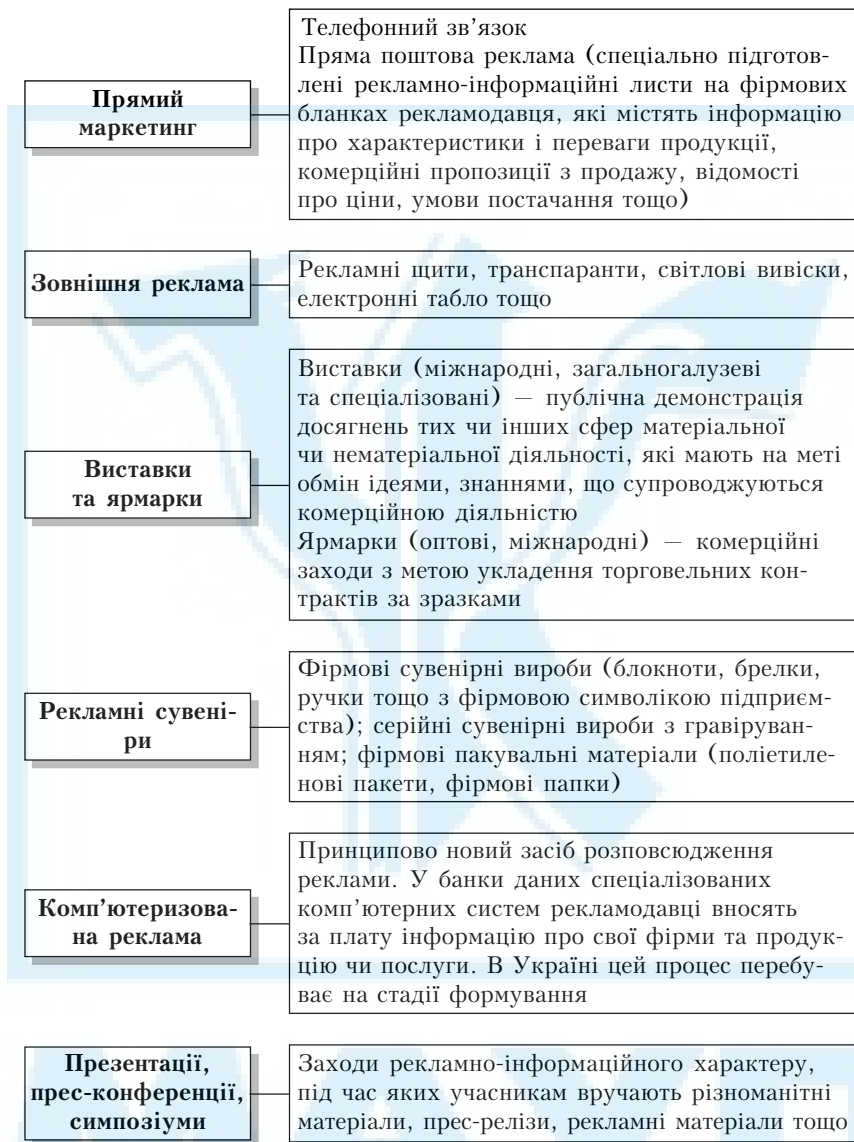 Прямий
маркетинг
Телефонний зв’язок
Пряма поштова реклама (спеціально підготов-
лені рекламно-інформаційні листи на фірмових
бланках рекламодавця, які містять інформацію
про характеристики і переваги продукції,
комерційні пропозиції з продажу, відомості
про ціни, умови постачання тощо)
Зовнішня реклама
Рекламні щити, транспаранти, світлові вивіски,
електронні табло тощо
Виставки
та ярмарки
Виставки (міжнародні, загальногалузеві
та спеціалізовані) — публічна демонстрація
досягнень тих чи інших сфер матеріальної
чи нематеріальної діяльності, які мають на меті
обмін ідеями, знаннями, що супроводжуються
комерційною діяльністю
Ярмарки (оптові, міжнародні) — комерційні
заходи з метою укладення торговельних кон-
трактів за зразками
Рекламні сувені-
ри
Фірмові сувенірні вироби (блокноти, брелки,
ручки тощо з фірмовою символікою підприєм-
ства); серійні сувенірні вироби з гравіруван-
ням; фірмові пакувальні матеріали (поліетиле-
нові пакети, фірмові папки)
Комп’ютеризова-
на реклама
Принципово новий засіб розповсюдження
реклами. У банки даних спеціалізованих
комп’ютерних систем рекламодавці вносять
за плату інформацію про свої фірми та продук-
цію чи послуги. В Україні цей процес перебу-
ває на стадії формування
Презентації,
прес-конференції,
симпозіуми
Заходи рекламно-інформаційного характеру,
під час яких учасникам вручають різноманітні
матеріали, прес-релізи, рекламні матеріали тощо